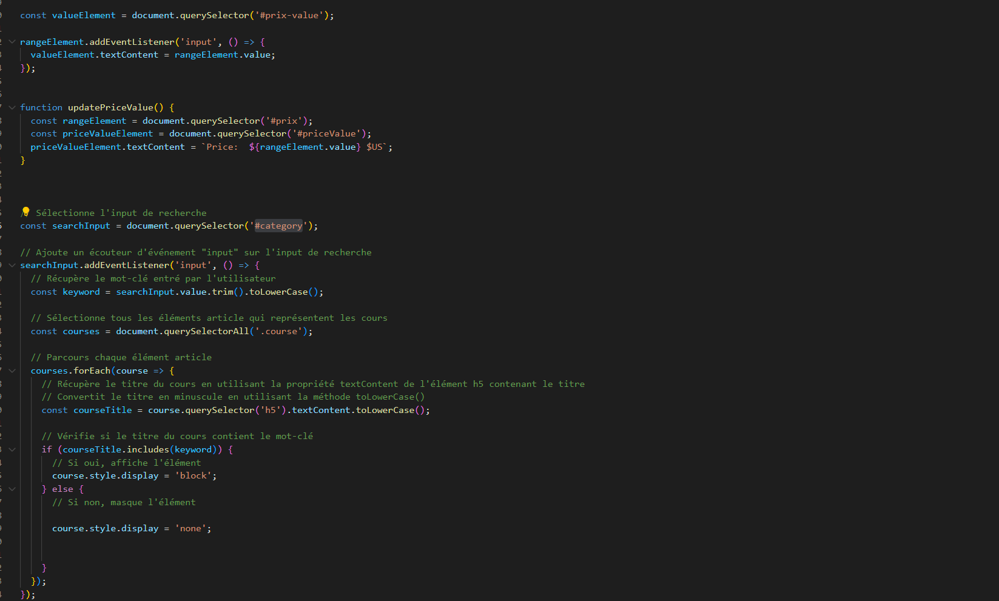 const valueElement = document.querySelector('#prix-value');
rangeElement.addEventListener('input', () => {
valueElement.textContent = rangeElement.value;
});
function updatePriceValue() {
const rangeElement = document.querySelector('#prix');
const priceValueElement = document.querySelector('#priceValue');
priceValueElement.textContent = `Price:  ${rangeElement.value} $US`;
}
Sélectionne l'input de recherche
const searchInput = document.querySelector('#category');
// Ajoute un écouteur d'événement "input" sur l'input de recherche
searchInput.addEventListener('input', () => {
// Récupère le mot-clé entré par l'utilisateur
const keyword = searchInput.value.trim().toLowerCase();
// Sélectionne tous les éléments article qui représentent les cours
const courses = document.querySelectorAll('.course');
// Parcours chaque élément article
courses.forEach(course => {
// Récupère le titre du cours en utilisant la propriété textContent de l'élément h5 contenant le titre
// Convertit le titre en minuscule en utilisant la méthode toLowerCase()
const courseTitle = course.querySelector('h5').textContent.toLowerCase();
// Vérifie si le titre du cours contient le mot-clé
if (courseTitle.includes(keyword)) {
// Si oui, affiche l'élément
course.style.display = 'block';
} else {
// Si non, masque l'élément
course.style.display = 'none';
}
});
});